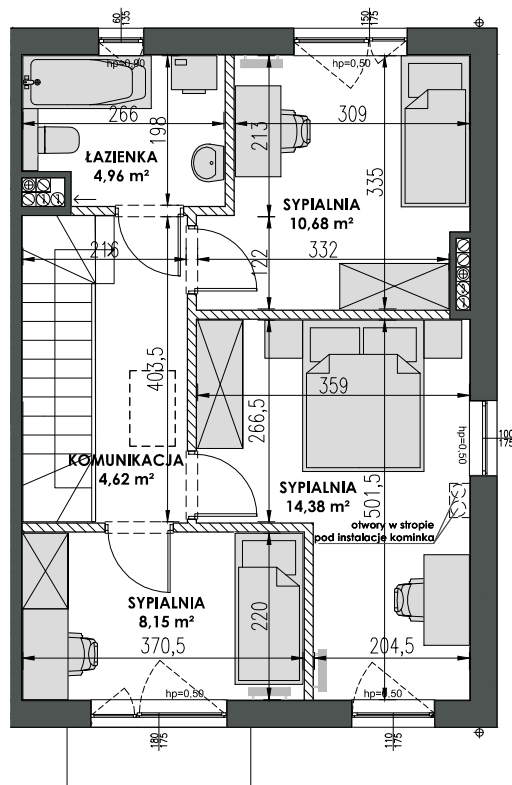 60
135
150
175
hp=0,90
hp=0,50
266
198
309
213
335
ŁAZIENKA
4,96 m²
SYPIALNIA
10,68 m²
216
122
332
403,5
359
266,5
501,5
100
175
hp=0,50
KOMUNIKACJA
4,62 m²
SYPIALNIA
14,38 m²
otwory w stropie
pod instalacje kominka
SYPIALNIA
8,15 m²
220
370,5
204,5
hp=0,50
hp=0,50
180
175
110
175